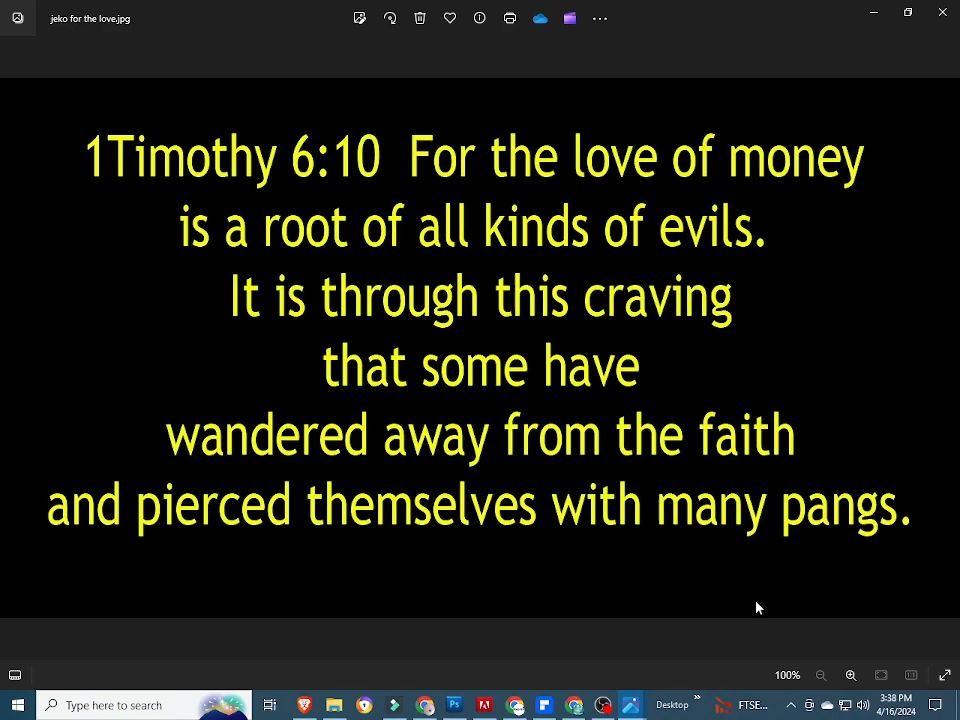 jeko for the love.jpg
1Timothy 6:10  For the love of money
is a root of all kinds of evils.
It is through this craving
that some have
wandered away from the faith
and pierced themselves with many pangs.
100%
Type here to search
Desktop
FTSE...
3:38 PM
4/16/2024